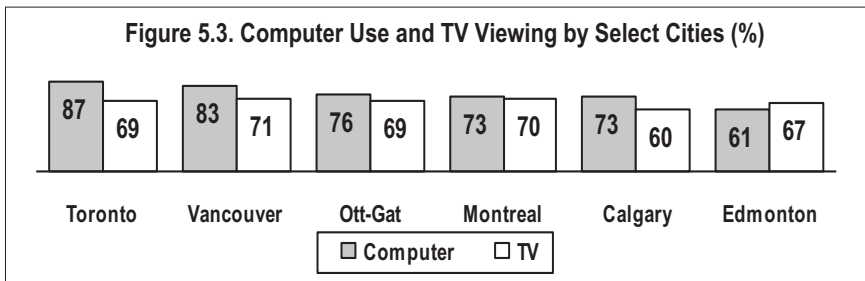 Figure 5.3. Computer Use and TV Viewing by Select Cities (%)
87 69 83 71 76 69 73 70 73 60 61 67
Toronto Vancouver Ott-Gat Montreal Calgary Edmonton
Computer TV